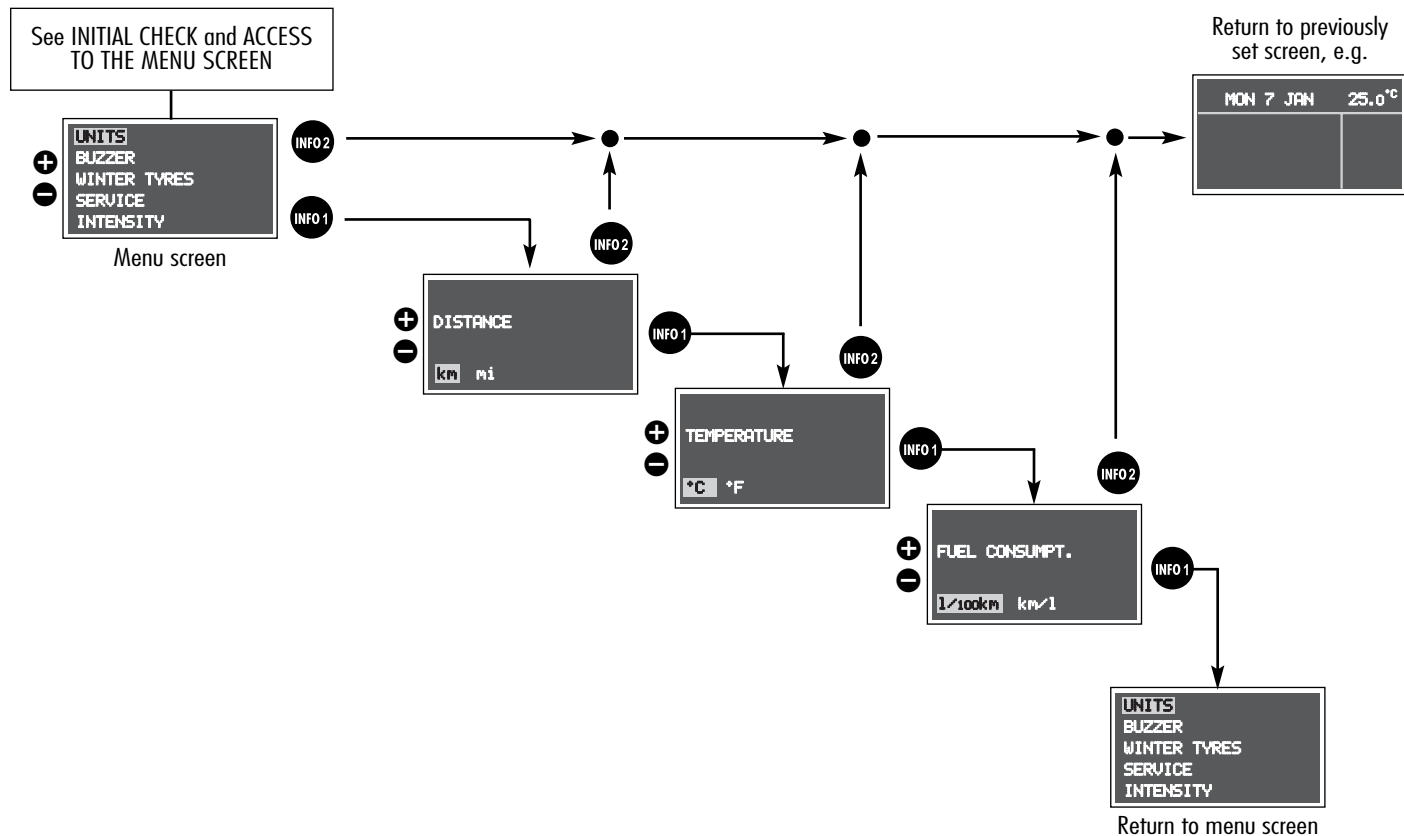 See INITIAL CHECK and ACCESS
TO THE MENU SCREEN
Return to previously
set screen, e.g.
MON 7 JAN 25.0°C
UNITS
BUZZER
WINTER TYRES
SERVICE
INTENSITY
Menu screen
INFO 2
INFO 1
INFO 2
DISTANCE
km mi
INFO 1
INFO 2
TEMPERATURE
°C °F
INFO 1
INFO 2
FUEL CONSUMPT.
l/100km km/l
INFO 1
UNITS
BUZZER
WINTER TYRES
SERVICE
INTENSITY
Return to menu screen